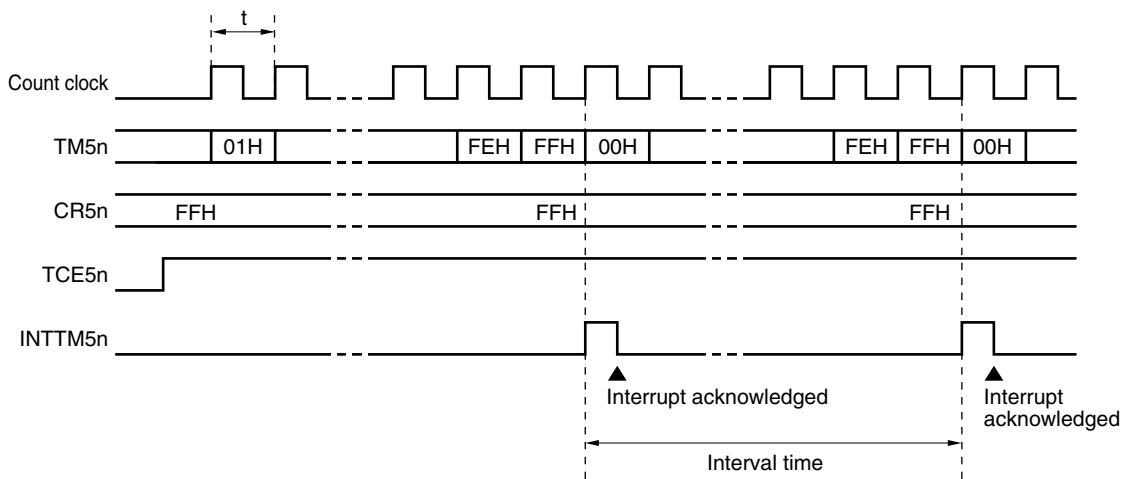 t
Count clock
TM5n
01H
FEH
FFH
00H
FEH
FFH
00H
CR5n
FFH
FFH
FFH
TCE5n
INTTM5n
Interrupt acknowledged
Interrupt
acknowledged
Interval time